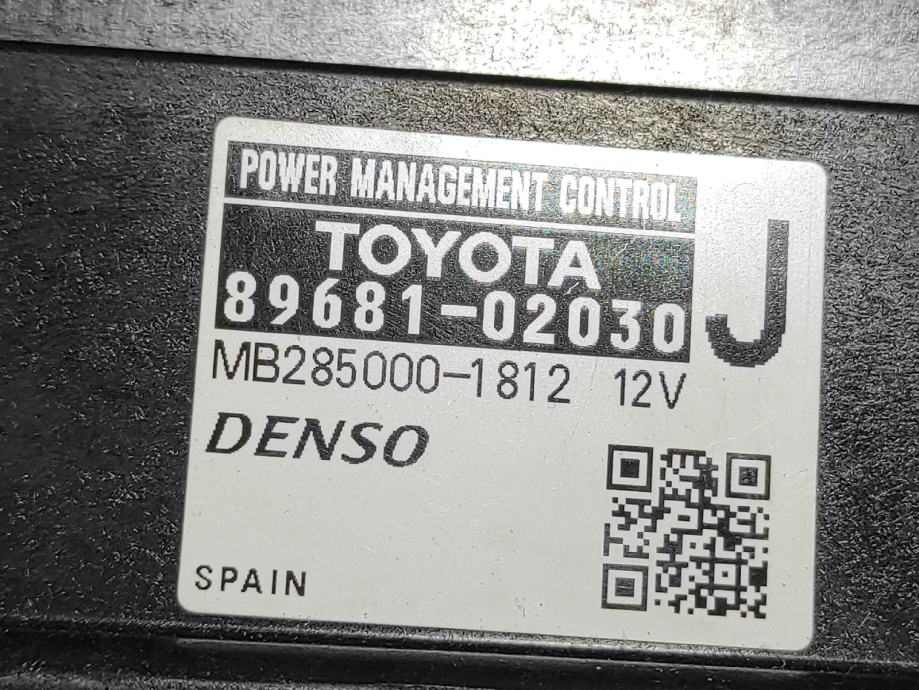 POWER MANAGEMENT CONTROL
TOYOTA
89681-02030
J
MB285000-1812 12V
DENSO
SPAIN